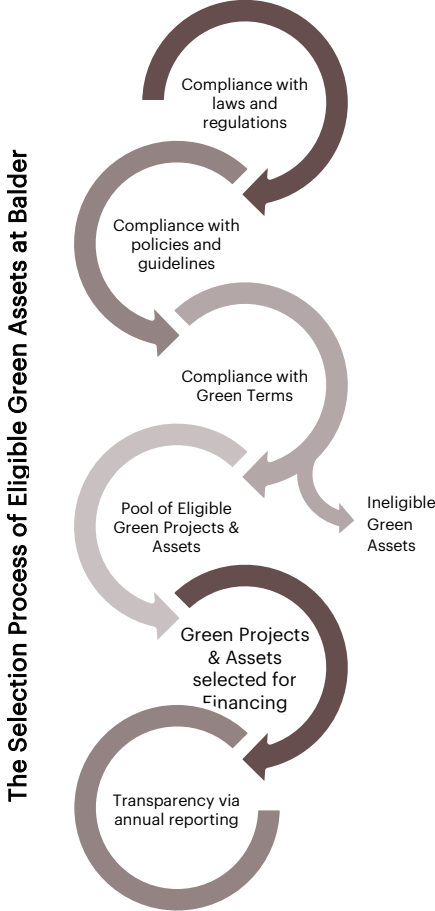 The Selection Process of Eligible Green Assets at Balder
Compliance with
laws and
regulations
Compliance with
policies and
guidelines
Compliance with
Green Terms
Ineligible
Green
Assets
Pool of Eligible
Green Projects &
Assets
Green Projects
& Assets
selected for
Financing
Transparency via
annual reporting